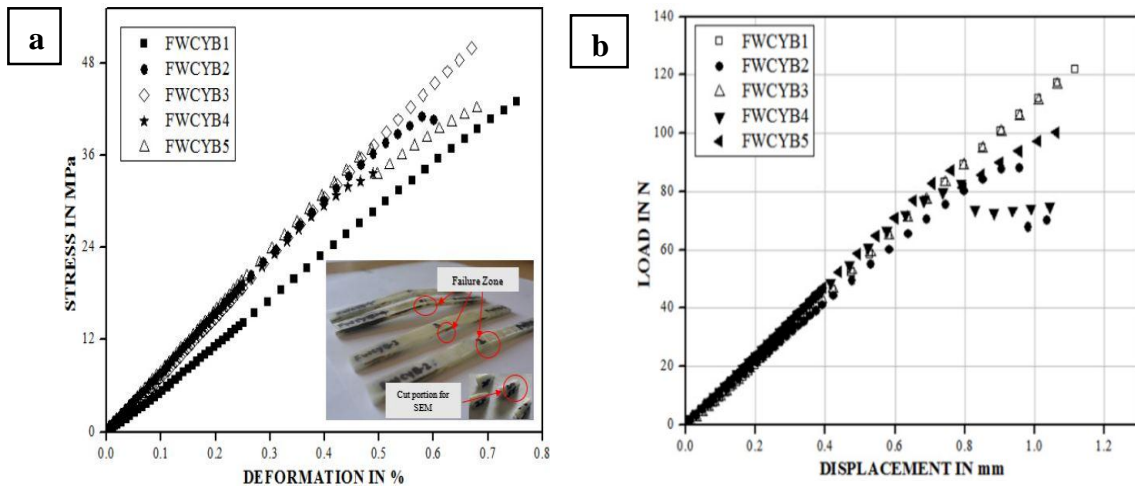 a
STRESS IN MPa
48
36
24
12
0
FWCYB1
FWCYB2
FWCYB3
FWCYB4
FWCYB5
Failure Zone
Cut portion for
SEM
0.0 0.1 0.2 0.3 0.4 0.5 0.6 0.7 0.8
DEFORMATION IN %
b
LOAD IN N
140
120
100
80
60
40
20
0
FWCYB1
FWCYB2
FWCYB3
FWCYB4
FWCYB5
0.0 0.2 0.4 0.6 0.8 1.0 1.2
DISPLACEMENT IN mm